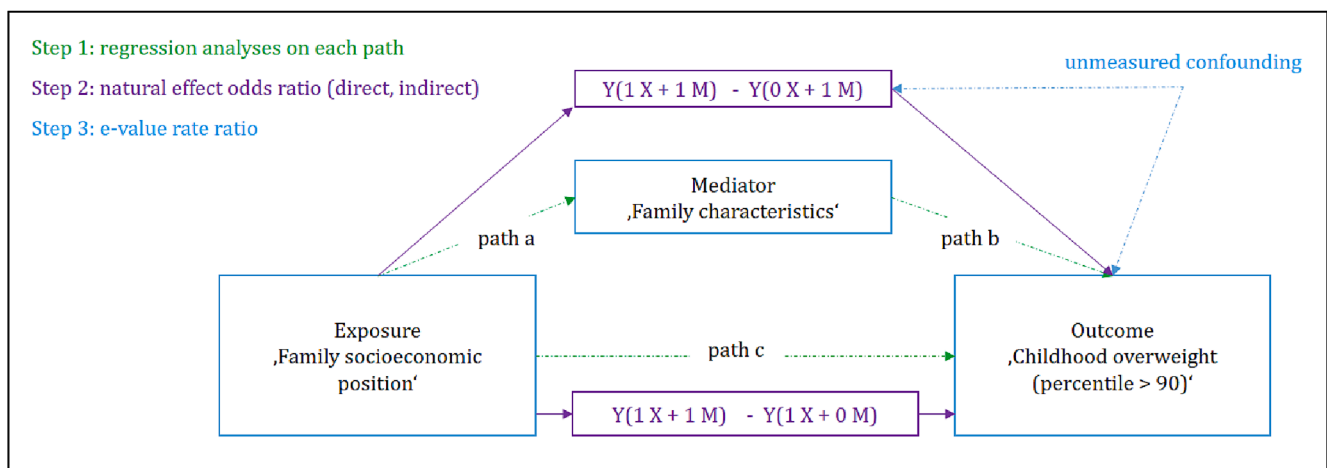 Step 1: regression analyses on each path
Step 2: natural effect odds ratio (direct, indirect)
Step 3: e-value rate ratio
unmeasured confounding
Y(1 X + 1 M) - Y(0 X + 1 M)
Mediator
‚Family characteristics‘
path a
path b
Exposure
‚Family socioeconomic
position‘
path c
Outcome
‚Childhood overweight
(percentile > 90)‘
Y(1 X + 1 M) - Y(1 X + 0 M)